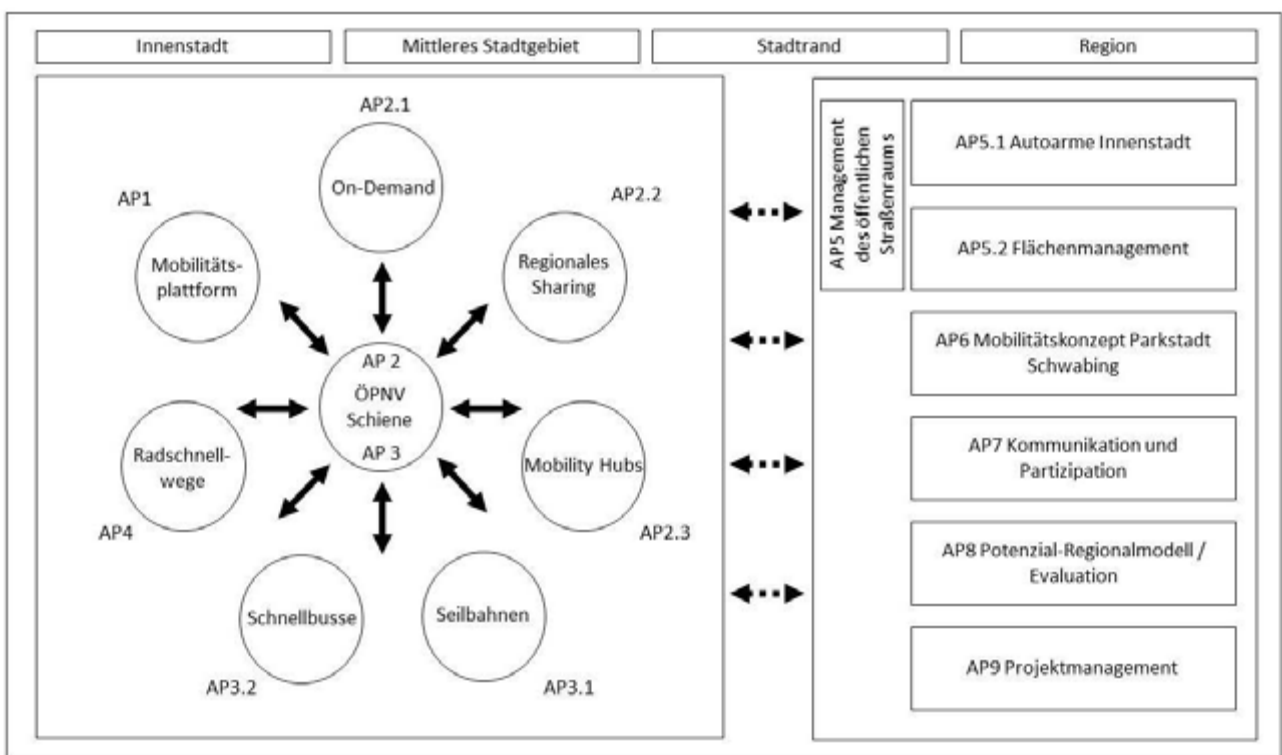 Innenstadt
Mittleres Stadtgebiet
Stadtrand
Region
AP2.1
On-Demand
AP1
Mobilitäts-
plattform
AP2.2
Regionales
Sharing
AP 2
ÖPNV
Schiene
AP 3
Radschnell-
wege
AP4
Mobility Hubs
AP2.3
Schnellbusse
AP3.2
Seilbahnen
AP3.1
AP5 Management
des öffentlichen
Straßenraums
AP5.1 Autoarme Innenstadt
AP5.2 Flächenmanagement
AP6 Mobilitätskonzept Parkstadt
Schwabing
AP7 Kommunikation und
Partizipation
AP8 Potenzial-Regionalmodell /
Evaluation
AP9 Projektmanagement